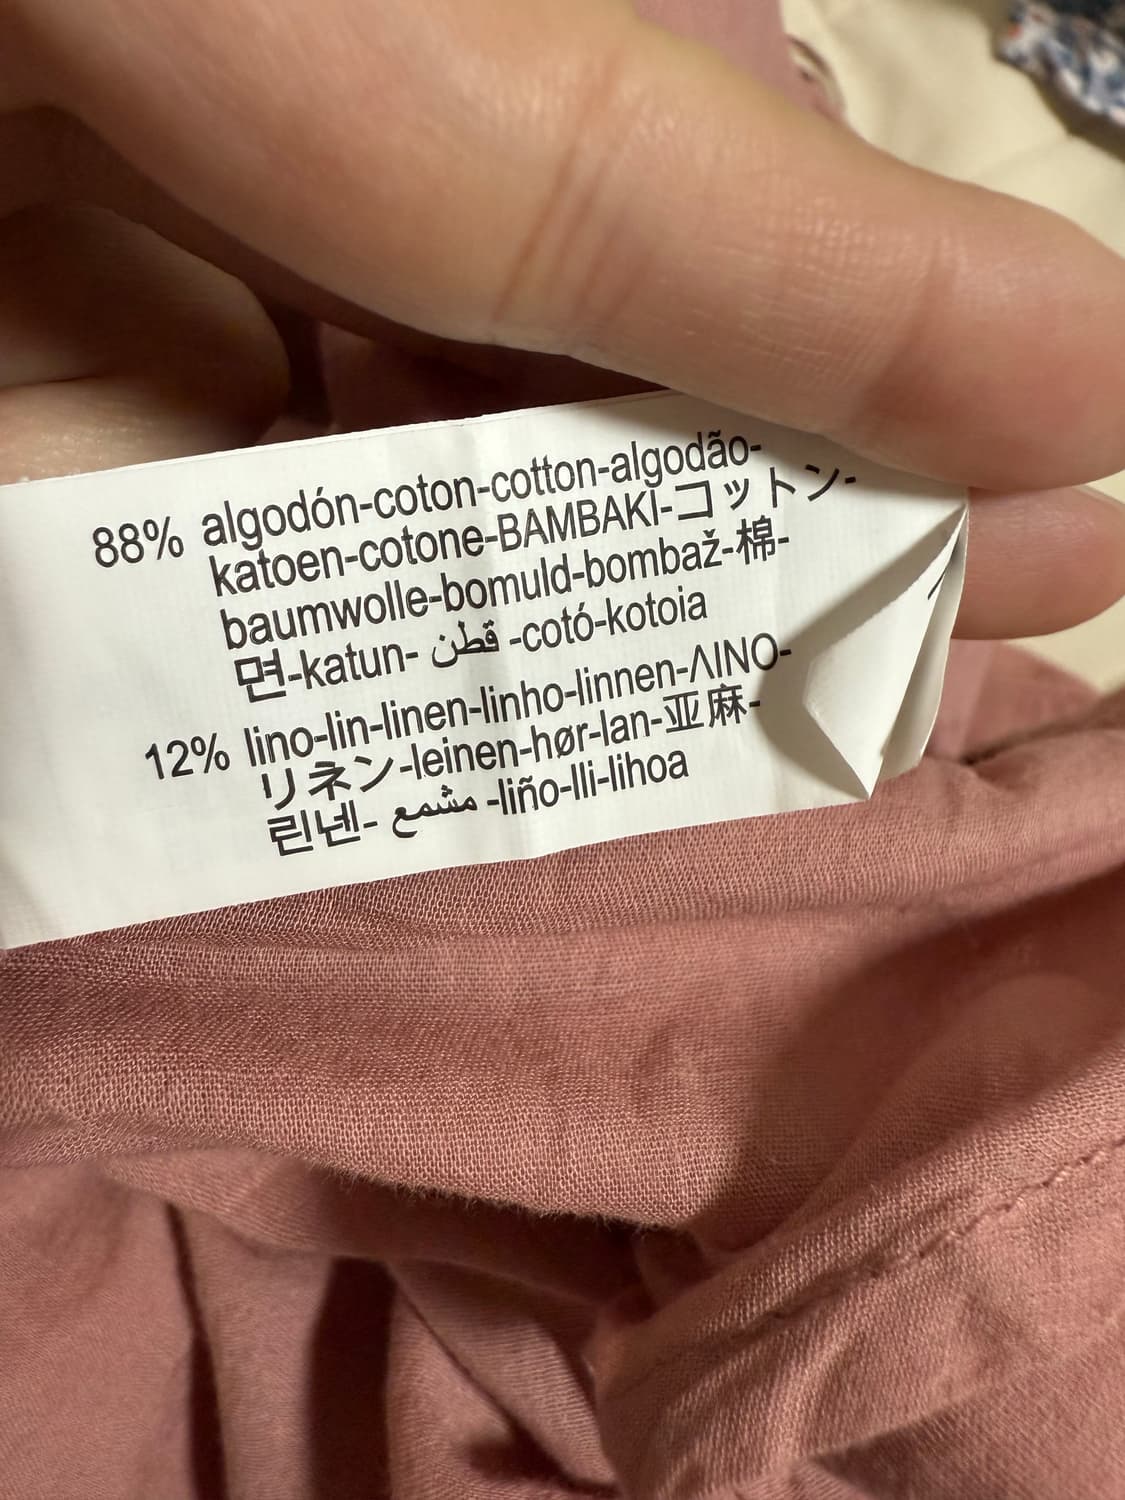 88% algodón-coton-cotton-algodão-
katoen-cotone-BAMBAKI-コットン-
baumwolle-bomuld-bombaž-棉-
면-katun- قطن -cotó-kotoia
12% lino-lin-linen-linho-linnen-ΛΙΝΟ-
リネン-leinen-hør-lan-亚麻-
린넨- مشمع -liño-lli-lihoa